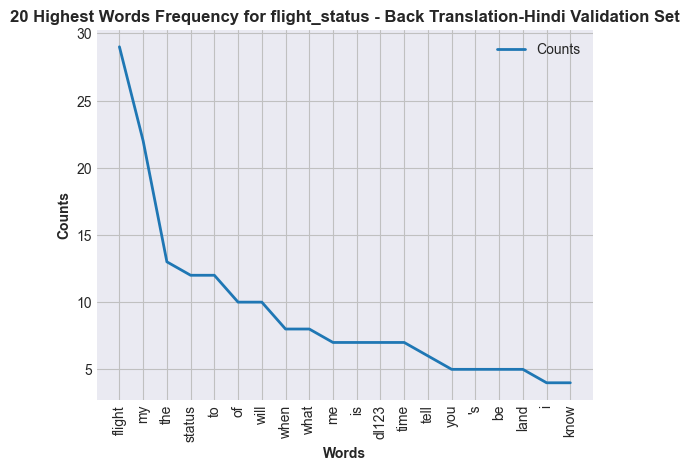 20 Highest Words Frequency for flight_status - Back Translation-Hindi Validation Set
Counts
30
25
20
15
10
5
Counts
flight
my
the
status
to
of
will
when
what
me
is
dl123
time
tell
you
's
be
land
i
know
Words